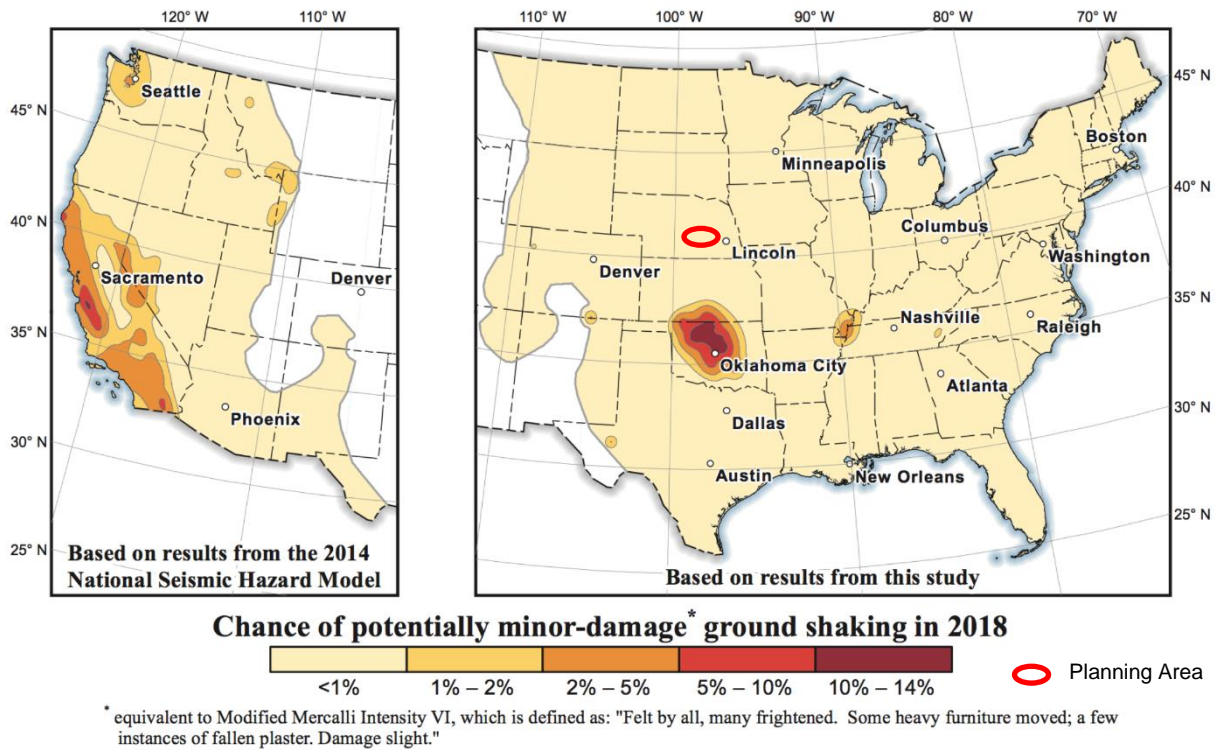 120° W
110° W
110° W
100° W
90° W
80° W
70° W
45° N
40° N
35° N
30° N
25° N
Seattle
Sacramento
Denver
Phoenix
Based on results from the 2014
National Seismic Hazard Model
Minneapolis
Boston
Columbus
Lincoln
Washington
Denver
Nashville
Raleigh
Oklahoma City
Atlanta
Dallas
Austin
New Orleans
45° N
40° N
35° N
30° N
25° N
Based on results from this study
Chance of potentially minor-damage* ground shaking in 2018
<1%
1% – 2%
2% – 5%
5% – 10%
10% – 14%
Planning Area
* equivalent to Modified Mercalli Intensity VI, which is defined as: "Felt by all, many frightened. Some heavy furniture moved; a few
instances of fallen plaster. Damage slight."